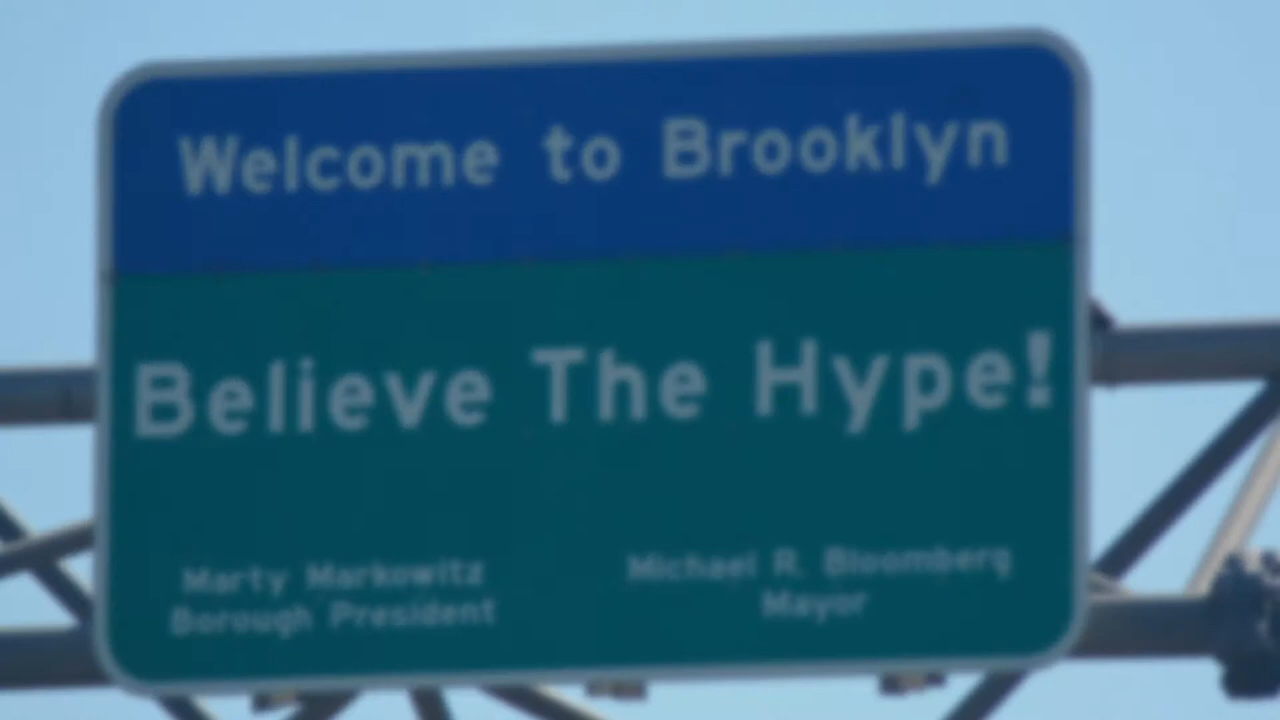 Welcome to Brooklyn
Believe The Hype!
Marty Markowitz
Borough President
Michael R. Bloomberg
Mayor